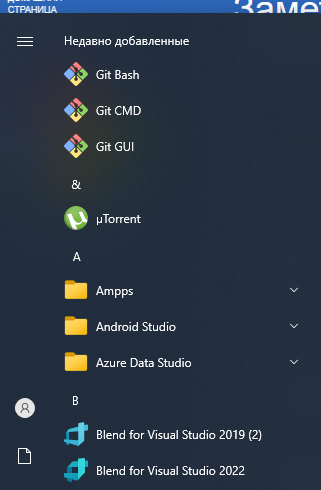 СТРАНИЦА
Замет
Недавно добавленные
Git Bash
Git CMD
Git GUI
&
µTorrent
A
Ampps
Android Studio
Azure Data Studio
B
Blend for Visual Studio 2019 (2)
Blend for Visual Studio 2022